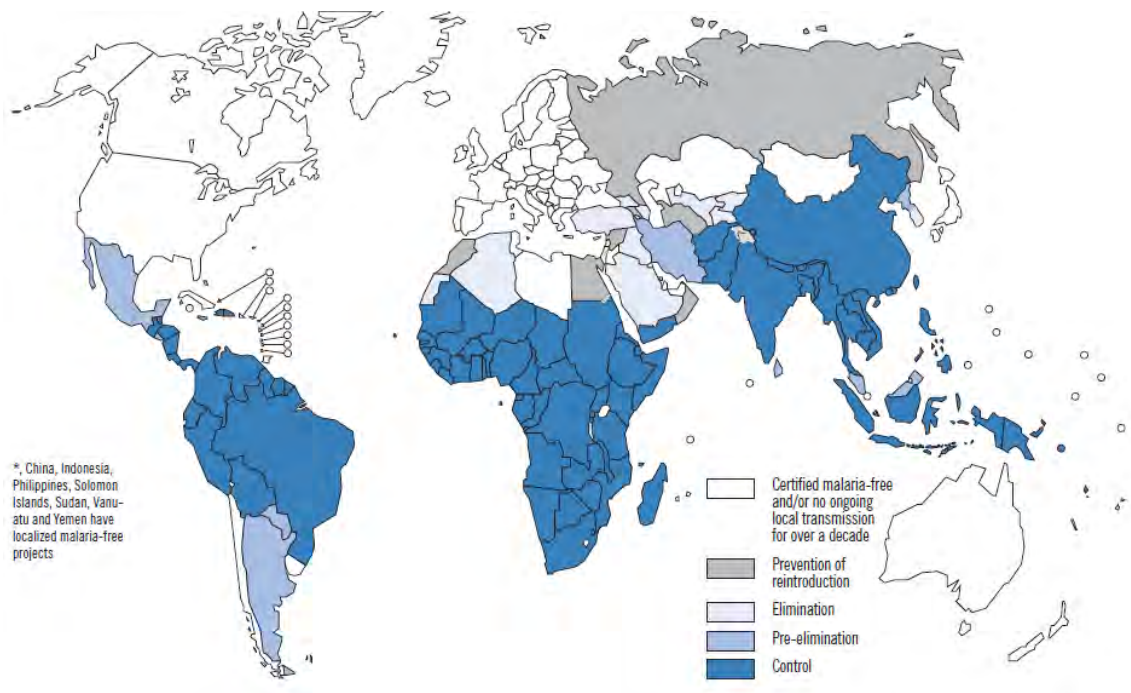 *, China, Indonesia,
Philippines, Solomon
Islands, Sudan, Vanu-
atu and Yemen have
localized malaria-free
projects
Certified malaria-free
and/or no ongoing
local transmission
for over a decade
Prevention of
reintroduction
Elimination
Pre-elimination
Control